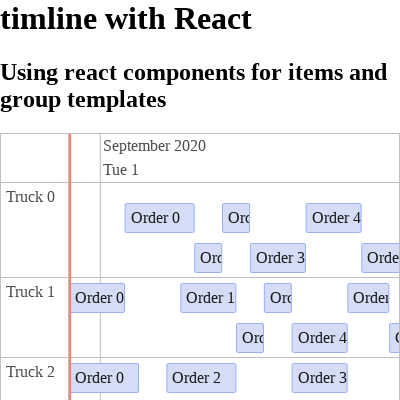 timline with React
Using react components for items and
group templates
September 2020
Tue 1
Truck 0
Order 0
Orc
Order 4
Orc
Order 3
Orde
Truck 1
Order 0
Order 1
Orc
Order
Orc
Order 4
Truck 2
Order 0
Order 2
Order 3